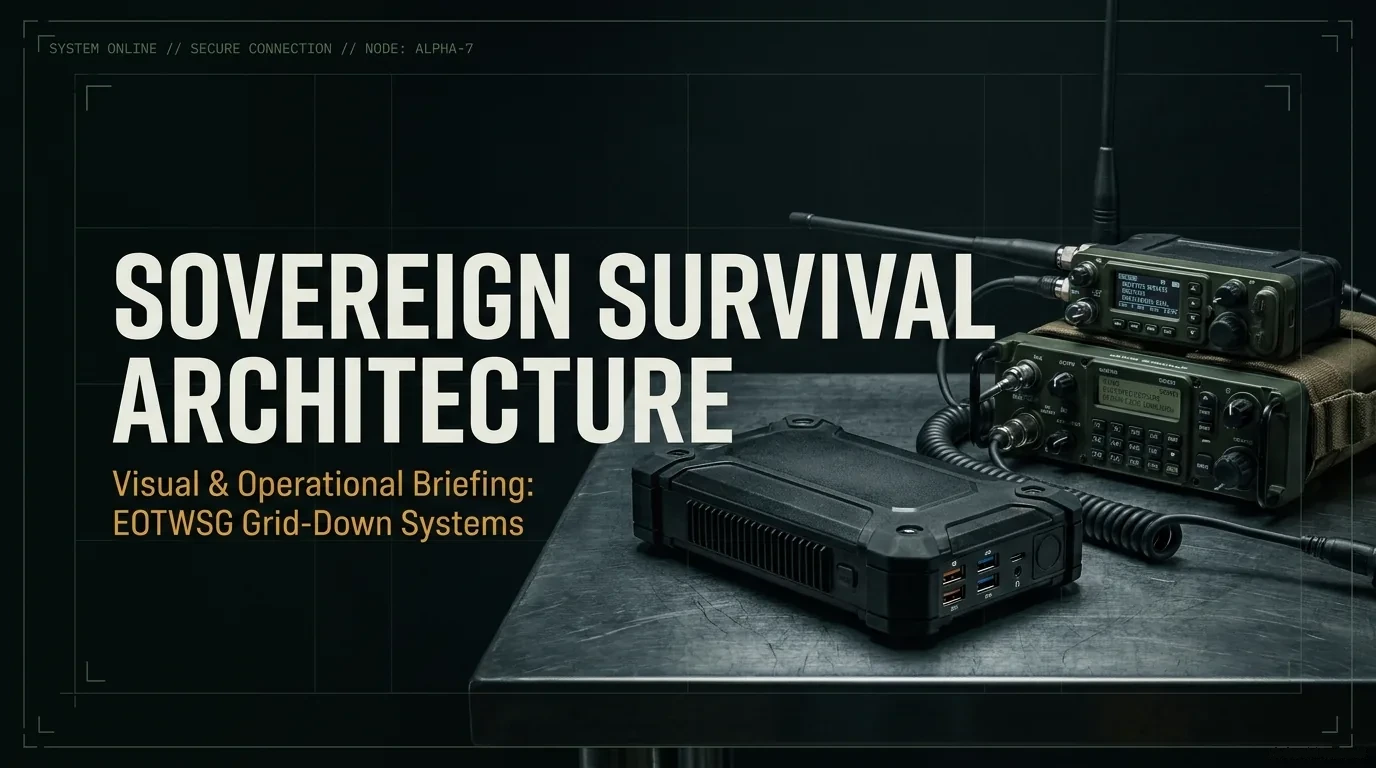 SYSTEM ONLINE // SECURE CONNECTION // NODE: ALPHA-7
SOVEREIGN SURVIVAL
ARCHITECTURE
Visual & Operational Briefing:
EOTWSG Grid-Down Systems